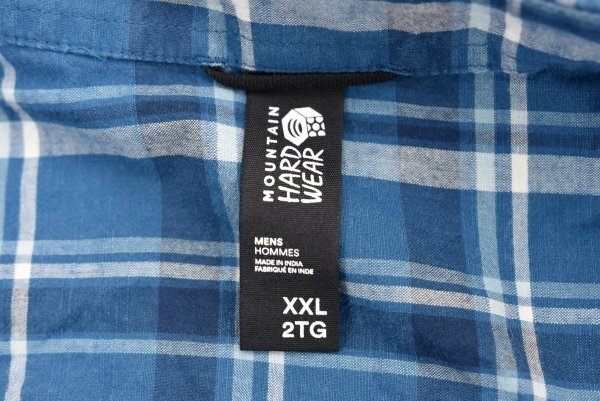 MOUNTAIN
HARD
WEAR
MENS
HOMMES
MADE IN INDIA
FABRIQUÉ EN INDE
XXL
2TG